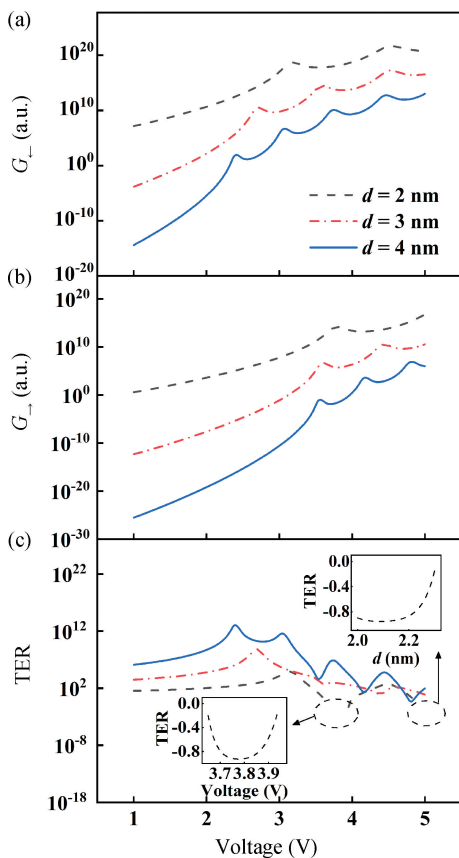 (a)
10^20
10^10
10^0
10^-10
10^-20
G← (a.u.)
d = 2 nm
d = 3 nm
d = 4 nm
(b)
10^20
10^10
10^0
10^-10
10^-20
10^-30
G→ (a.u.)
(c)
10^22
10^12
10^2
10^-8
10^-18
TER
0.0
-0.4
-0.8
TER
2.0 2.2
d (nm)
0.0
-0.4
-0.8
TER
3.7 3.8 3.9
Voltage (V)
1 2 3 4 5
Voltage (V)